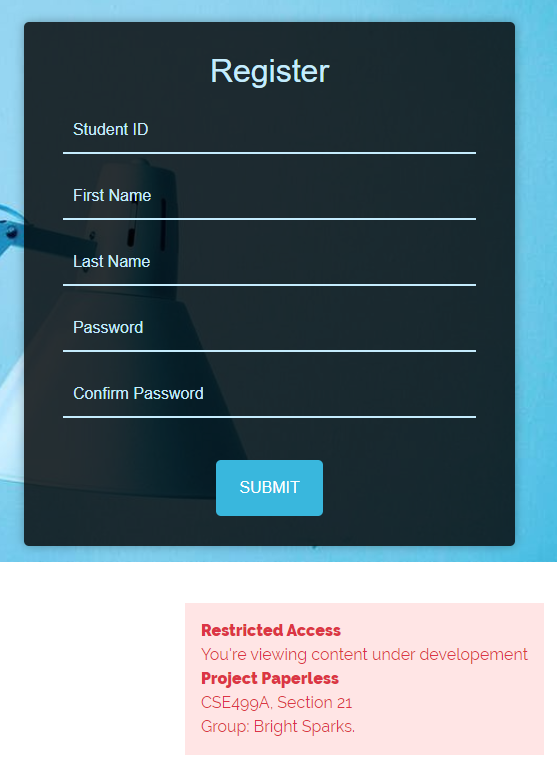 Register
Student ID
First Name
Last Name
Password
Confirm Password
SUBMIT
Restricted Access
You're viewing content under developement
Project Paperless
CSE499A, Section 21
Group: Bright Sparks.